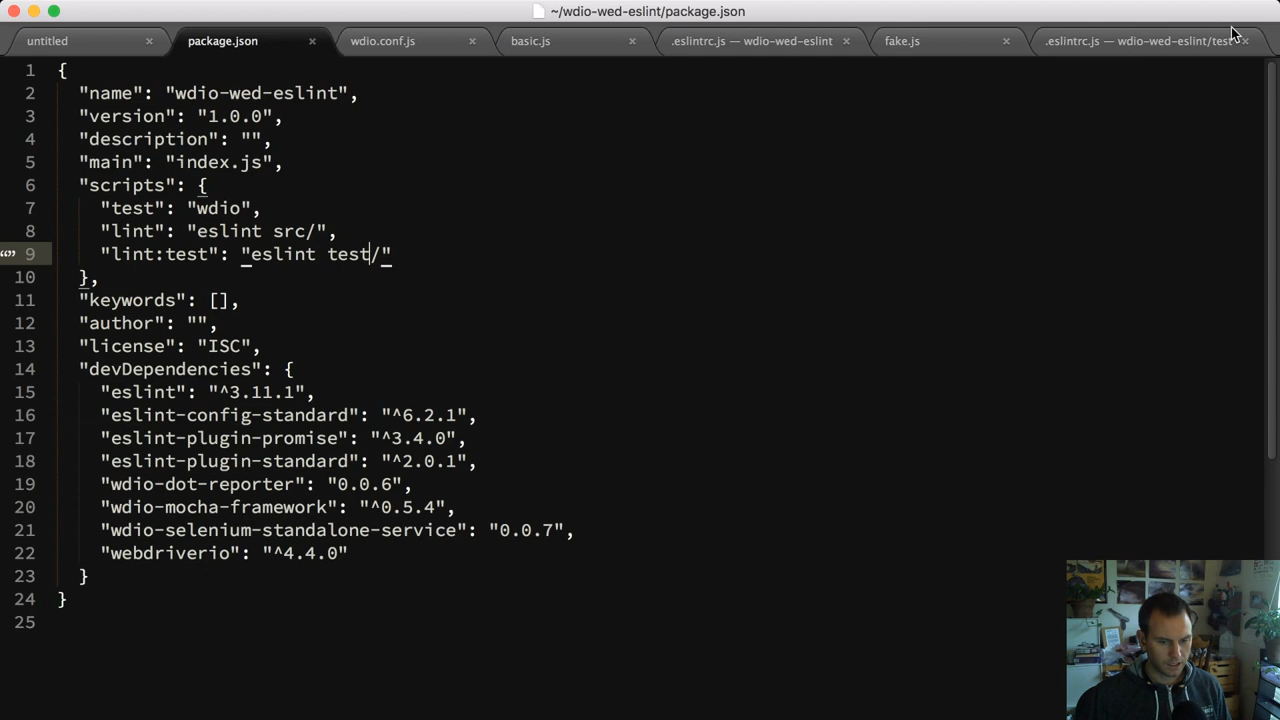 ~/wdio-wed-eslint/package.json
untitled × package.json × wdio.conf.js × basic.js × .eslintrc.js — wdio-wed-eslint × fake.js × .eslintrc.js — wdio-wed-eslint/test ×
1 {
2 "name": "wdio-wed-eslint",
3 "version": "1.0.0",
4 "description": "",
5 "main": "index.js",
6 "scripts": {
7 "test": "wdio",
8 "lint": "eslint src/",
9 "lint:test": "eslint test/"
10 },
11 "keywords": [],
12 "author": "",
13 "license": "ISC",
14 "devDependencies": {
15 "eslint": "^3.11.1",
16 "eslint-config-standard": "^6.2.1",
17 "eslint-plugin-promise": "^3.4.0",
18 "eslint-plugin-standard": "^2.0.1",
19 "wdio-dot-reporter": "0.0.6",
20 "wdio-mocha-framework": "^0.5.4",
21 "wdio-selenium-standalone-service": "0.0.7",
22 "webdriverio": "^4.4.0"
23 }
24 }
25